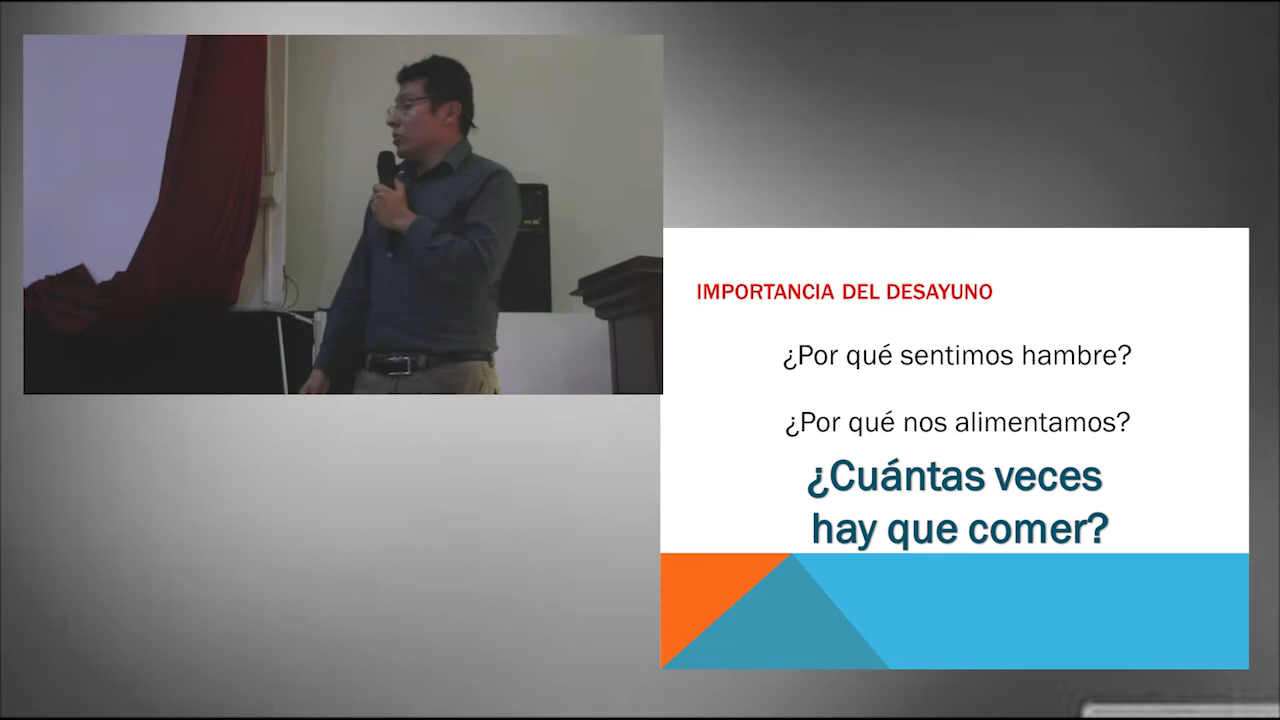 IMPORTANCIA DEL DESAYUNO
¿Por qué sentimos hambre?
¿Por qué nos alimentamos?
¿Cuántas veces
hay que comer?